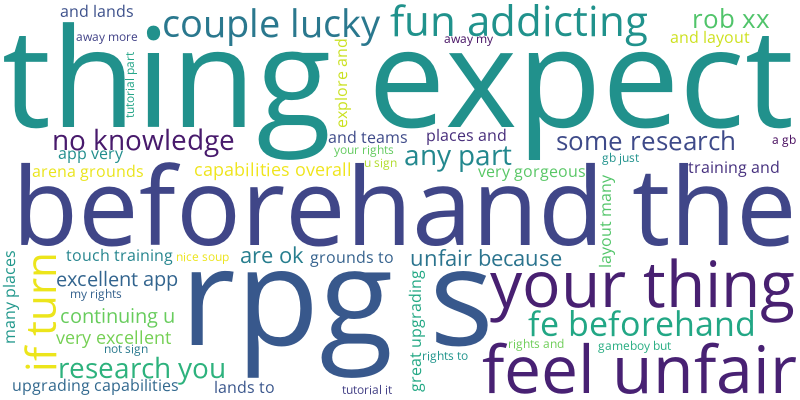 and lands
away more
couple lucky
fun addicting
rob xx
and layout
thing expect
tutorial part
explore and
away my
no knowledge
and teams
your rights
u sign
places and
any part
some research
a gb
app very
arena grounds
capabilities overall
very gorgeous
gb just
training and
beforehand the
layout many
many places
if turn
touch training
nice soup
are ok
grounds to
unfair because
excellent app
my rights
rpg s
your thing
continuing u
very excellent
not sign
great upgrading
fe beforehand
rights and
gameboy but
rights to
research you
feel unfair
upgrading capabilities
lands to
tutorial it